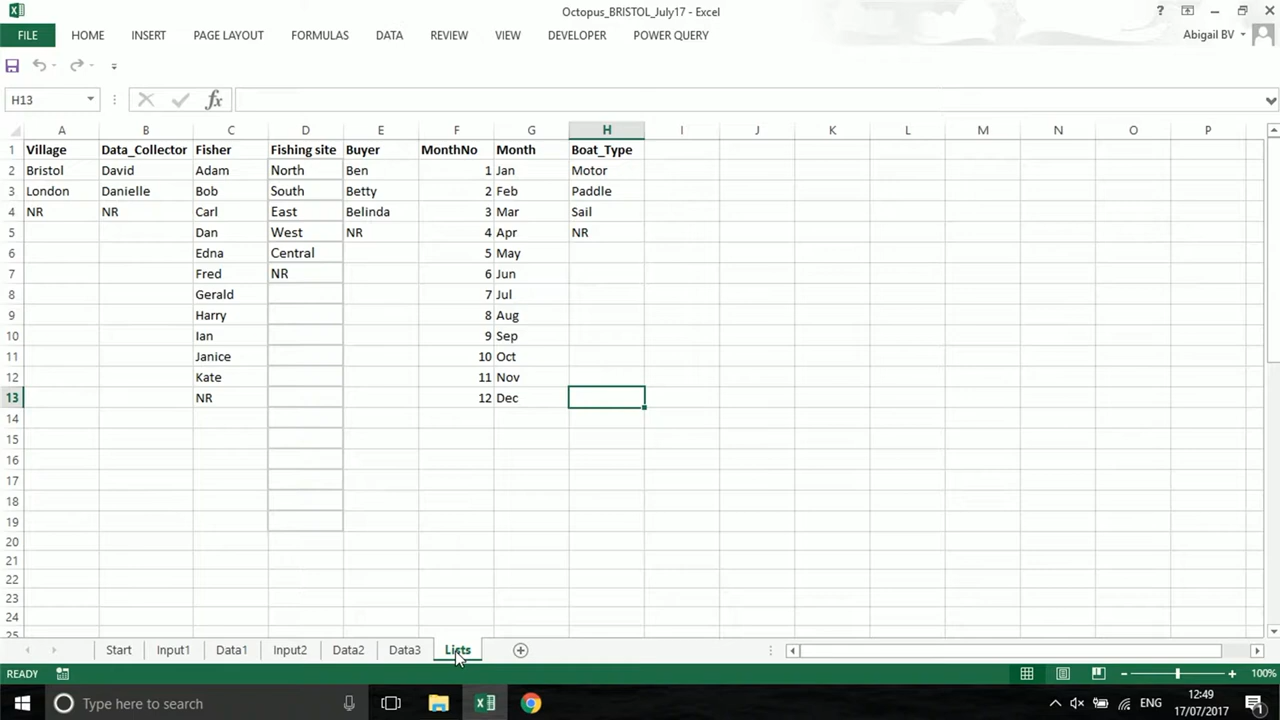 Octopus_BRISTOL_July17 - Excel
?
FILE HOME INSERT PAGE LAYOUT FORMULAS DATA REVIEW VIEW DEVELOPER POWER QUERY Abigail BV
H13 fx
A B C D E F G H I J K L M N O P
1 Village Data_Collector Fisher Fishing site Buyer MonthNo Month Boat_Type
2 Bristol David Adam North Ben 1 Jan Motor
3 London Danielle Bob South Betty 2 Feb Paddle
4 NR NR Carl East Belinda 3 Mar Sail
5 Dan West NR 4 Apr NR
6 Edna Central 5 May
7 Fred NR 6 Jun
8 Gerald 7 Jul
9 Harry 8 Aug
10 Ian 9 Sep
11 Janice 10 Oct
12 Kate 11 Nov
13 NR 12 Dec
14
15
16
17
18
19
20
21
22
23
24
25
Start Input1 Data1 Input2 Data2 Data3 Lists
READY 100%
Type here to search ENG 12:49
17/07/2017